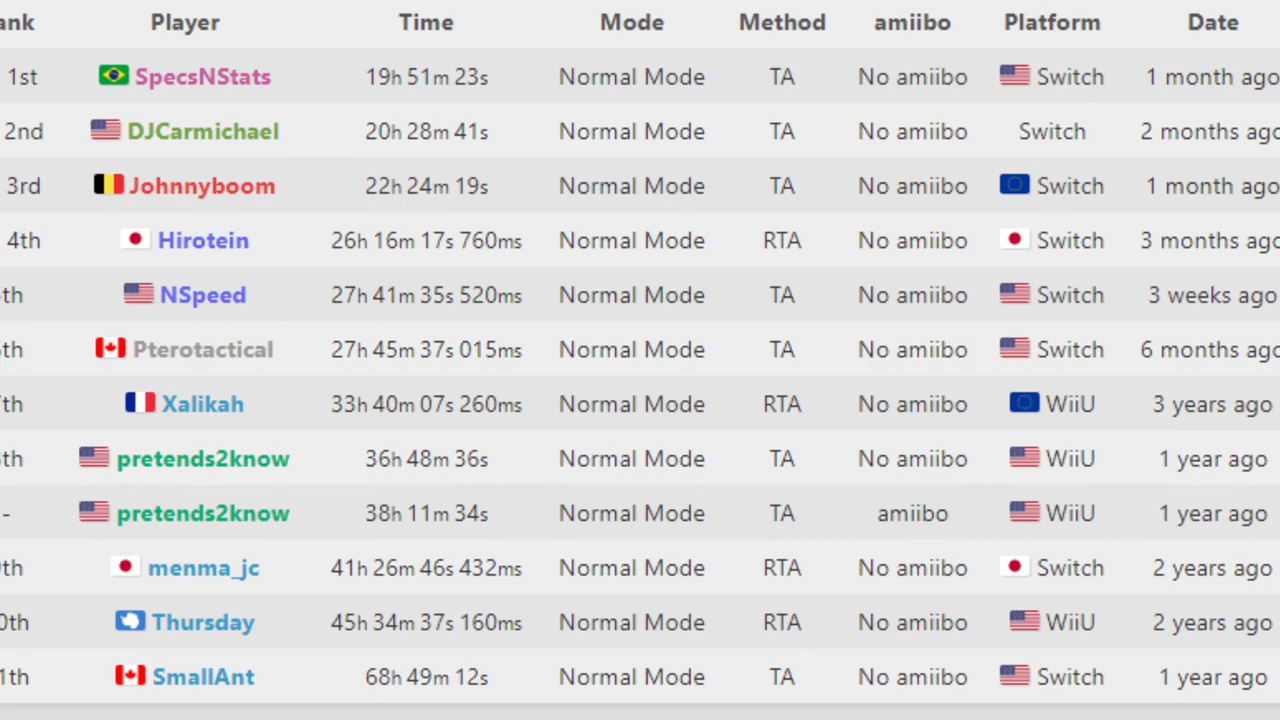 ank Player Time Mode Method amiibo Platform Date
1st SpecsNStats 19h 51m 23s Normal Mode TA No amiibo Switch 1 month ago
2nd DJCarmichael 20h 28m 41s Normal Mode TA No amiibo Switch 2 months ago
3rd Johnnyboom 22h 24m 19s Normal Mode TA No amiibo Switch 1 month ago
4th Hirotein 26h 16m 17s 760ms Normal Mode RTA No amiibo Switch 3 months ago
th NSpeed 27h 41m 35s 520ms Normal Mode TA No amiibo Switch 3 weeks ago
th Pterotactical 27h 45m 37s 015ms Normal Mode TA No amiibo Switch 6 months ago
th Xalikah 33h 40m 07s 260ms Normal Mode RTA No amiibo WiiU 3 years ago
th pretends2know 36h 48m 36s Normal Mode TA No amiibo WiiU 1 year ago
- pretends2know 38h 11m 34s Normal Mode TA amiibo WiiU 1 year ago
th menma_jc 41h 26m 46s 432ms Normal Mode RTA No amiibo Switch 2 years ago
0th Thursday 45h 34m 37s 160ms Normal Mode RTA No amiibo WiiU 2 years ago
1th SmallAnt 68h 49m 12s Normal Mode TA No amiibo Switch 1 year ago